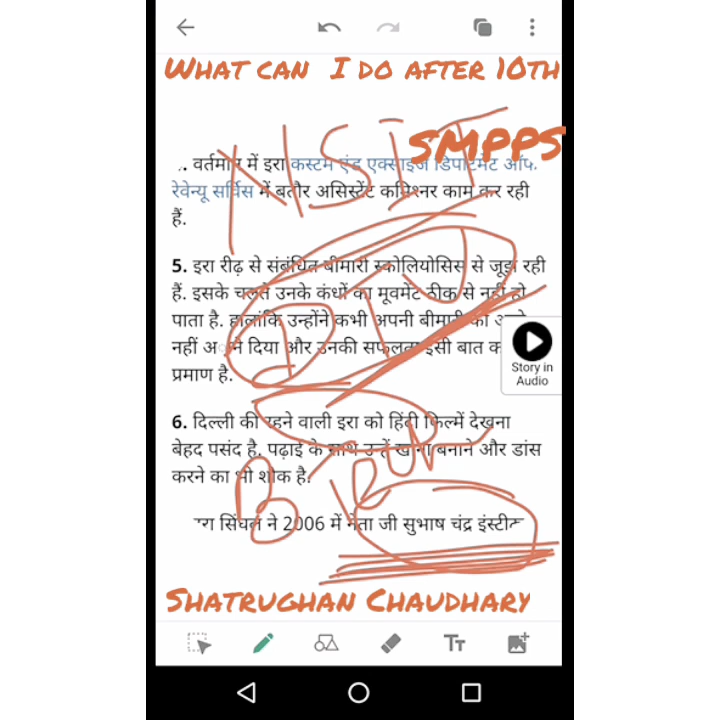 WHAT CAN I DO AFTER 10TH
NSIT
SMPPS
वर्तमान में इरा कस्टम एंड एक्साइज डिपार्टमेंट ऑफ
रेवेन्यू सर्विस में बतौर असिस्टेंट कमिश्नर काम कर रही
हैं.
5. इरा रीढ़ से संबंधित बीमारी स्कोलियोसिस से जूझ रही
हैं. इसके चलते उनके कंधों का मूवमेंट ठीक से नहीं हो
पाता है. हालांकि उन्होंने कभी अपनी बीमारी को
नहीं दिया और उनकी सफलता इसी बात
प्रमाण है.
Story in
Audio
DTU
6. दिल्ली की रहने वाली इरा को हिंदी फिल्में देखना
बेहद पसंद है. पढ़ाई के साथ उन्हें खाना बनाने और डांस
करने का भी शौक है.
सिंघल ने 2006 में नेता जी सुभाष चंद्र
SHATRUGHAN CHAUDHARY
TT